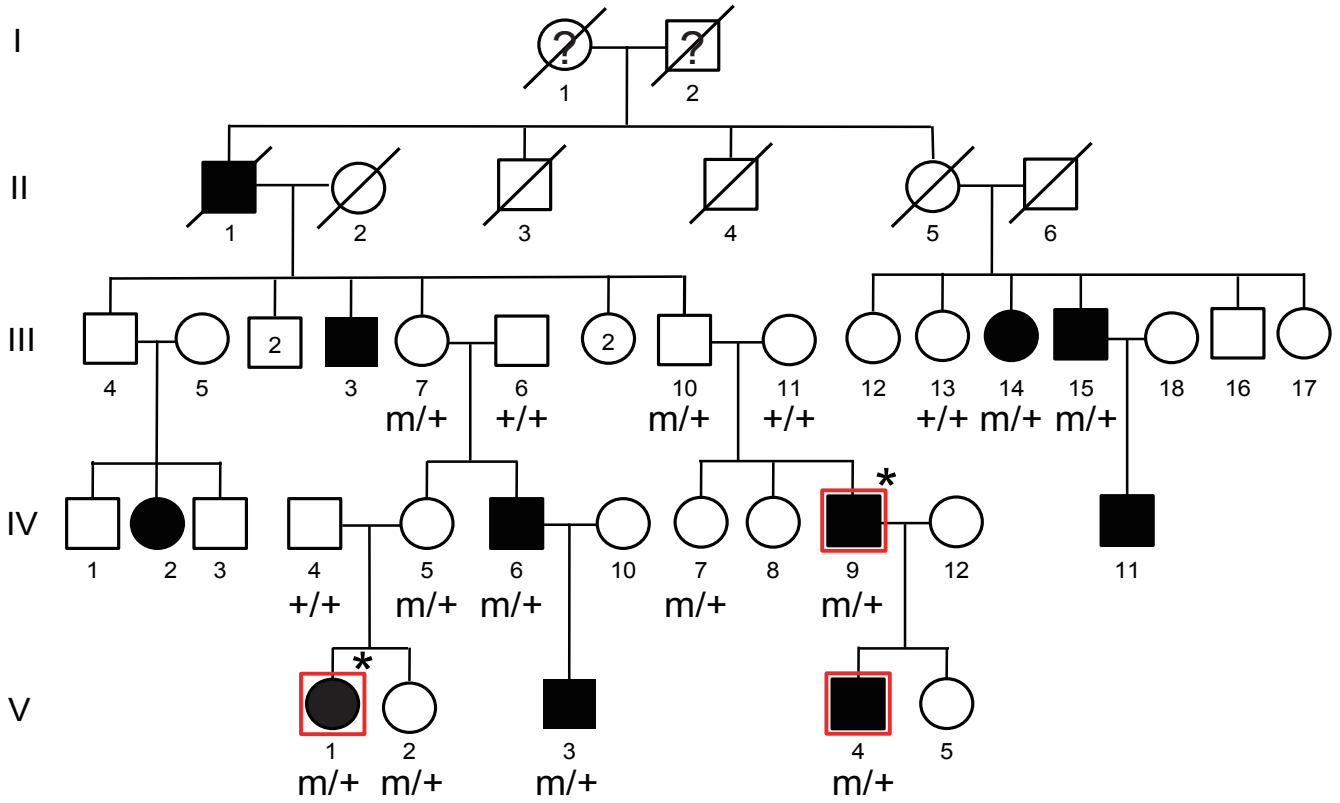 I
? ?
1 2
II
1 2 3 4 5 6
III
2 2
4 5 3 7 6 10 11 12 13 14 15 18 16 17
m/+ +/+ m/+ +/+ +/+ m/+ m/+
*
IV
1 2 3 4 5 6 10 7 8 9 12 11
+/+ m/+ m/+ m/+ m/+
*
V
1 2 3 4 5
m/+ m/+ m/+ m/+